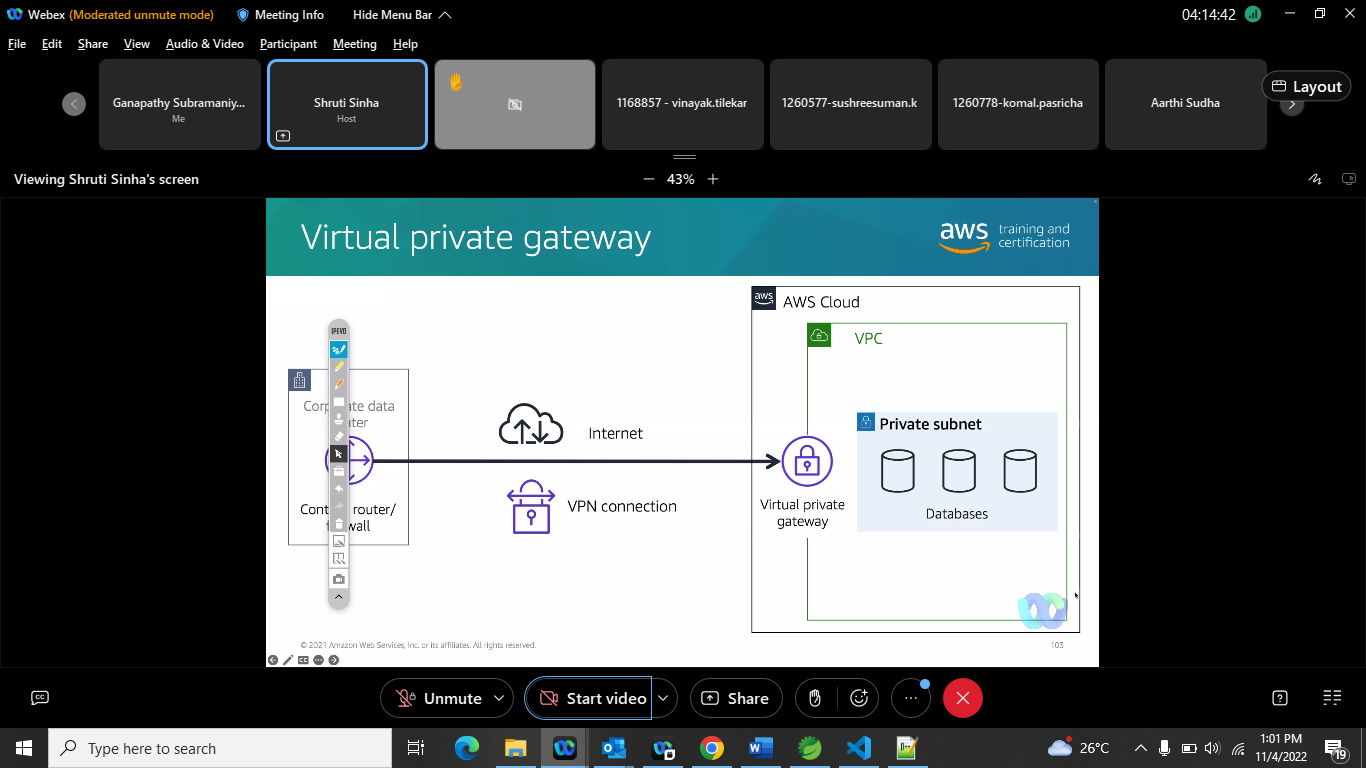 Webex (Moderated unmute mode) Meeting Info Hide Menu Bar 04:14:42
File Edit Share View Audio & Video Participant Meeting Help
Ganapathy Subramaniy...
Me
Shruti Sinha
Host
1168857 - vinayak.tilekar
1260577-sushreesuman.k
1260778-komal.pasricha
Aarthi Sudha
Layout
Viewing Shruti Sinha's screen
43%
Virtual private gateway
aws training and
certification
aws AWS Cloud
VPC
IPEVO
Internet
VPN connection
Private subnet
Databases
Virtual private
gateway
© 2021 Amazon Web Services, Inc. or its affiliates. All rights reserved.
103
CC
Unmute
Start video
Share
Type here to search
26°C
1:01 PM
11/4/2022
19